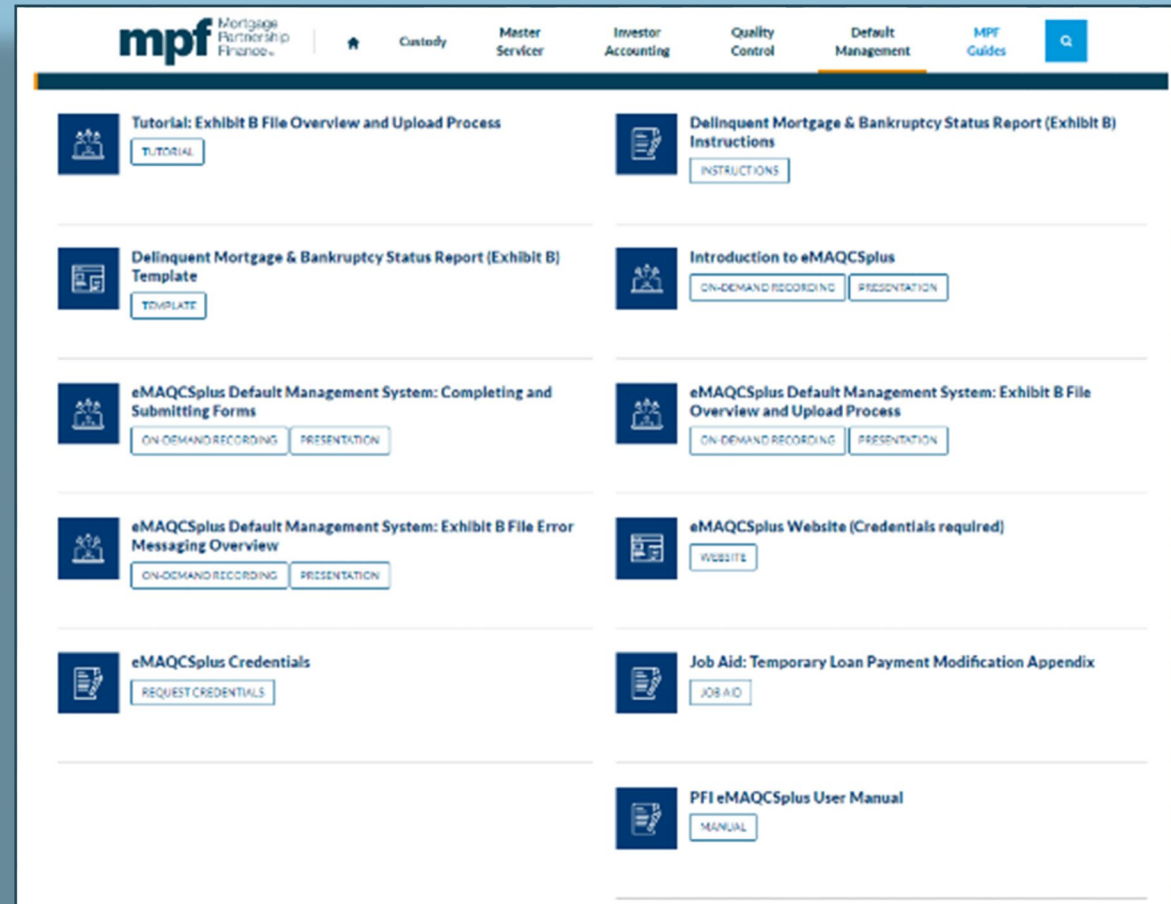 mpf Mortgage
Partnership
Finance
Custody
Master
Servicer
Investor
Accounting
Quality
Control
Default
Management
MPF
Guides
Tutorial: Exhibit B File Overview and Upload Process
TUTORIAL
Delinquent Mortgage & Bankruptcy Status Report (Exhibit B)
Instructions
INSTRUCTIONS
Delinquent Mortgage & Bankruptcy Status Report (Exhibit B)
Template
TEMPLATE
Introduction to eMAQCSplus
ON-DEMAND RECORDING PRESENTATION
eMAQCSplus Default Management System: Completing and
Submitting Forms
ON-DEMAND RECORDING PRESENTATION
eMAQCSplus Default Management System: Exhibit B File
Overview and Upload Process
ON-DEMAND RECORDING PRESENTATION
eMAQCSplus Default Management System: Exhibit B File Error
Messaging Overview
ON-DEMAND RECORDING PRESENTATION
eMAQCSplus Website (Credentials required)
WEBSITE
eMAQCSplus Credentials
REQUEST CREDENTIALS
Job Aid: Temporary Loan Payment Modification Appendix
JOB AID
PFI eMAQCSplus User Manual
MANUAL